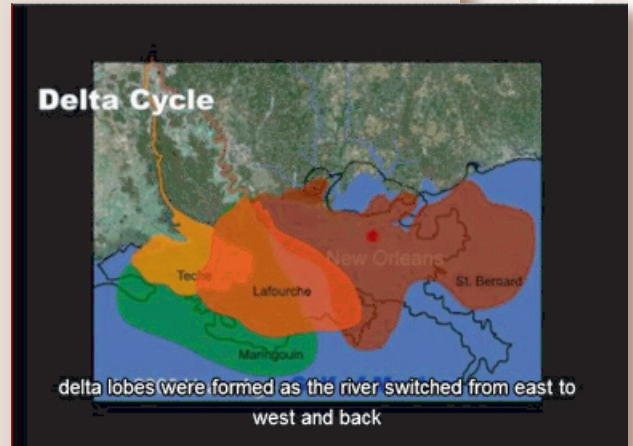 Delta Cycle
New Orleans
Teche
St. Bernard
Lafourche
Maringouin
delta lobes were formed as the river switched from east to
west and back